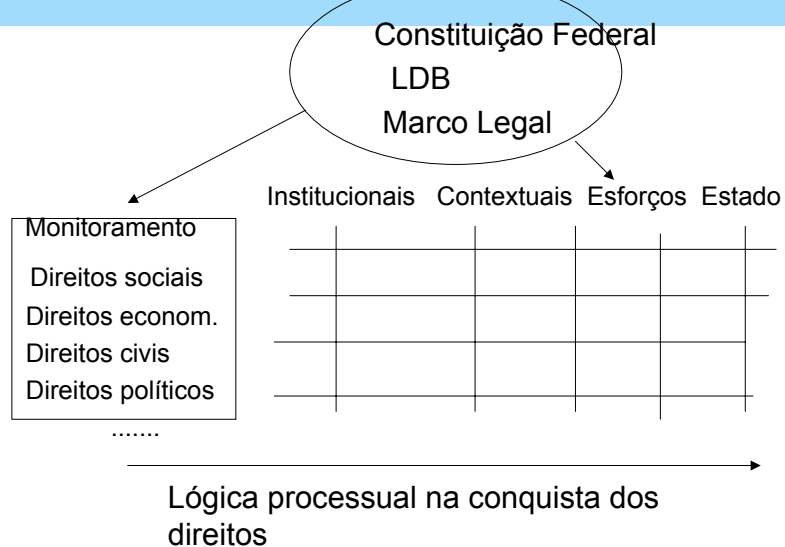 Constituição Federal
LDB
Marco Legal
Institucionais Contextuais Esforços Estado
Monitoramento
Direitos sociais
Direitos econom.
Direitos civis
Direitos políticos
.......
Lógica processual na conquista dos
direitos